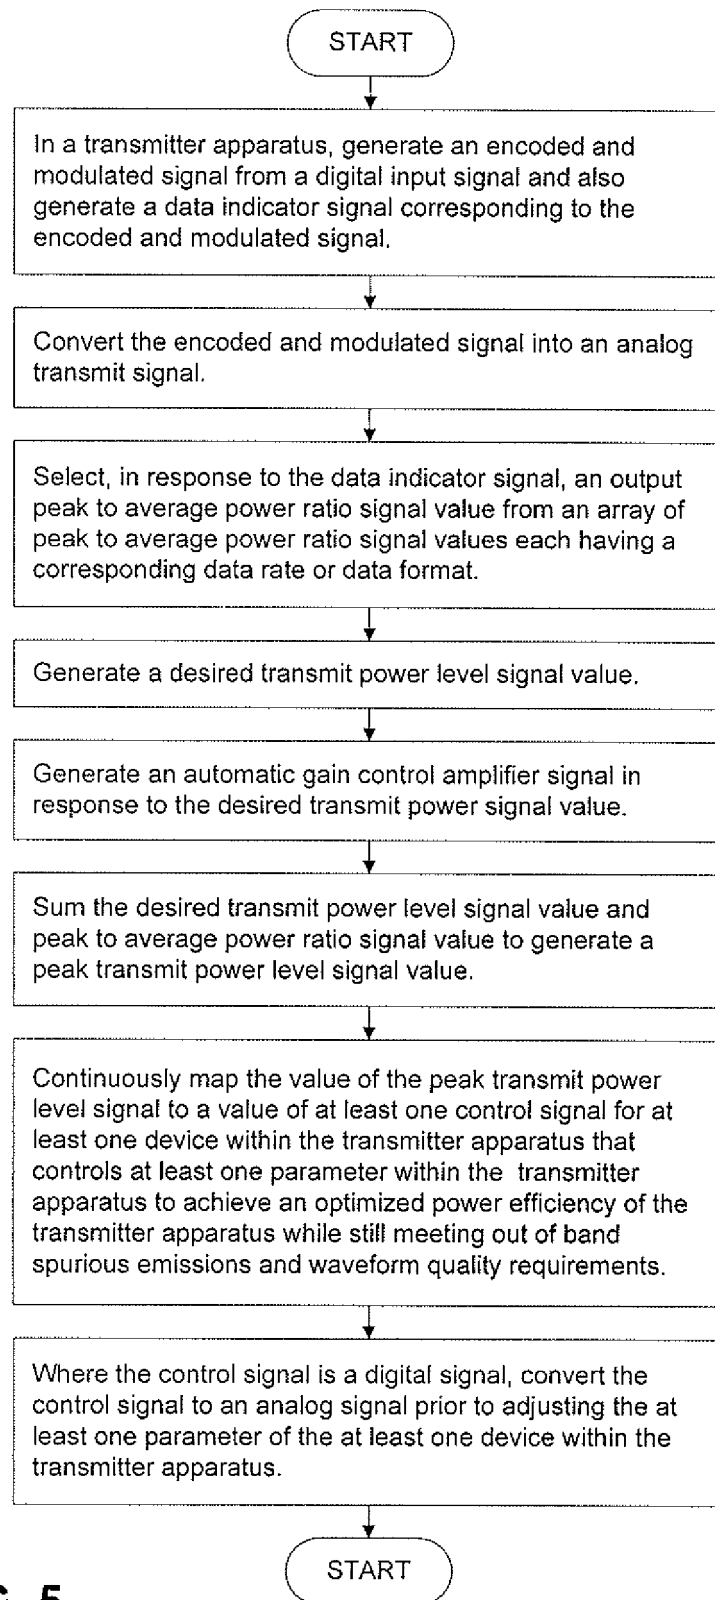 START
In a transmitter apparatus, generate an encoded and
modulated signal from a digital input signal and also
generate a data indicator signal corresponding to the
encoded and modulated signal.
Convert the encoded and modulated signal into an analog
transmit signal.
Select, in response to the data indicator signal, an output
peak to average power ratio signal value from an array of
peak to average power ratio signal values each having a
corresponding data rate or data format.
Generate a desired transmit power level signal value.
Generate an automatic gain control amplifier signal in
response to the desired transmit power signal value.
Sum the desired transmit power level signal value and
peak to average power ratio signal value to generate a
peak transmit power level signal value.
Continuously map the value of the peak transmit power
level signal to a value of at least one control signal for at
least one device within the transmitter apparatus that
controls at least one parameter within the transmitter
apparatus to achieve an optimized power efficiency of the
transmitter apparatus while still meeting out of band
spurious emissions and waveform quality requirements.
Where the control signal is a digital signal, convert the
control signal to an analog signal prior to adjusting the at
least one parameter of the at least one device within the
transmitter apparatus.
START